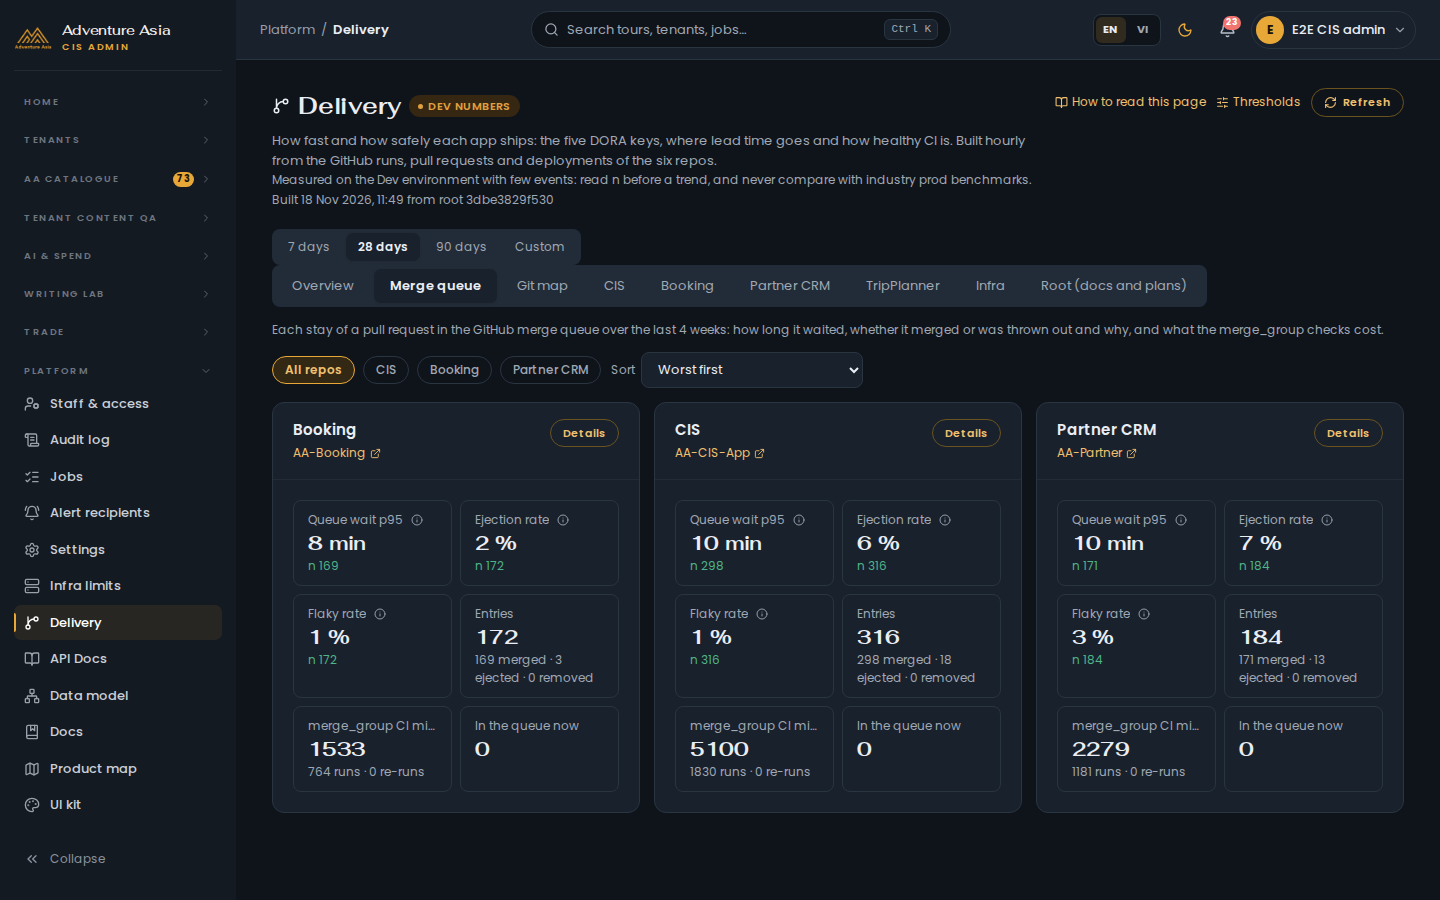 Adventure Asia
CIS ADMIN
Adventure Asia
Platform / Delivery
Search tours, tenants, jobs...
Ctrl K
EN
VI
23
E
E2E CIS admin
HOME
TENANTS
AA CATALOGUE
73
TENANT CONTENT QA
AI & SPEND
WRITING LAB
TRADE
PLATFORM
Staff & access
Audit log
Jobs
Alert recipients
Settings
Infra limits
Delivery
API Docs
Data model
Docs
Product map
UI kit
Collapse
Delivery
DEV NUMBERS
How to read this page
Thresholds
Refresh
How fast and how safely each app ships: the five DORA keys, where lead time goes and how healthy CI is. Built hourly
from the GitHub runs, pull requests and deployments of the six repos.
Measured on the Dev environment with few events: read n before a trend, and never compare with industry prod benchmarks.
Built 18 Nov 2026, 11:49 from root 3dbe3829f530
7 days
28 days
90 days
Custom
Overview
Merge queue
Git map
CIS
Booking
Partner CRM
TripPlanner
Infra
Root (docs and plans)
Each stay of a pull request in the GitHub merge queue over the last 4 weeks: how long it waited, whether it merged or was thrown out and why, and what the merge_group checks cost.
All repos
CIS
Booking
Partner CRM
Sort
Worst first
Booking
AA-Booking
Details
Queue wait p95
8 min
n 169
Ejection rate
2 %
n 172
Flaky rate
1 %
n 172
Entries
172
169 merged · 3
ejected · 0 removed
merge_group CI mi...
1533
764 runs · 0 re-runs
In the queue now
0
CIS
AA-CIS-App
Details
Queue wait p95
10 min
n 298
Ejection rate
6 %
n 316
Flaky rate
1 %
n 316
Entries
316
298 merged · 18
ejected · 0 removed
merge_group CI mi...
5100
1830 runs · 0 re-runs
In the queue now
0
Partner CRM
AA-Partner
Details
Queue wait p95
10 min
n 171
Ejection rate
7 %
n 184
Flaky rate
3 %
n 184
Entries
184
171 merged · 13
ejected · 0 removed
merge_group CI mi...
2279
1181 runs · 0 re-runs
In the queue now
0